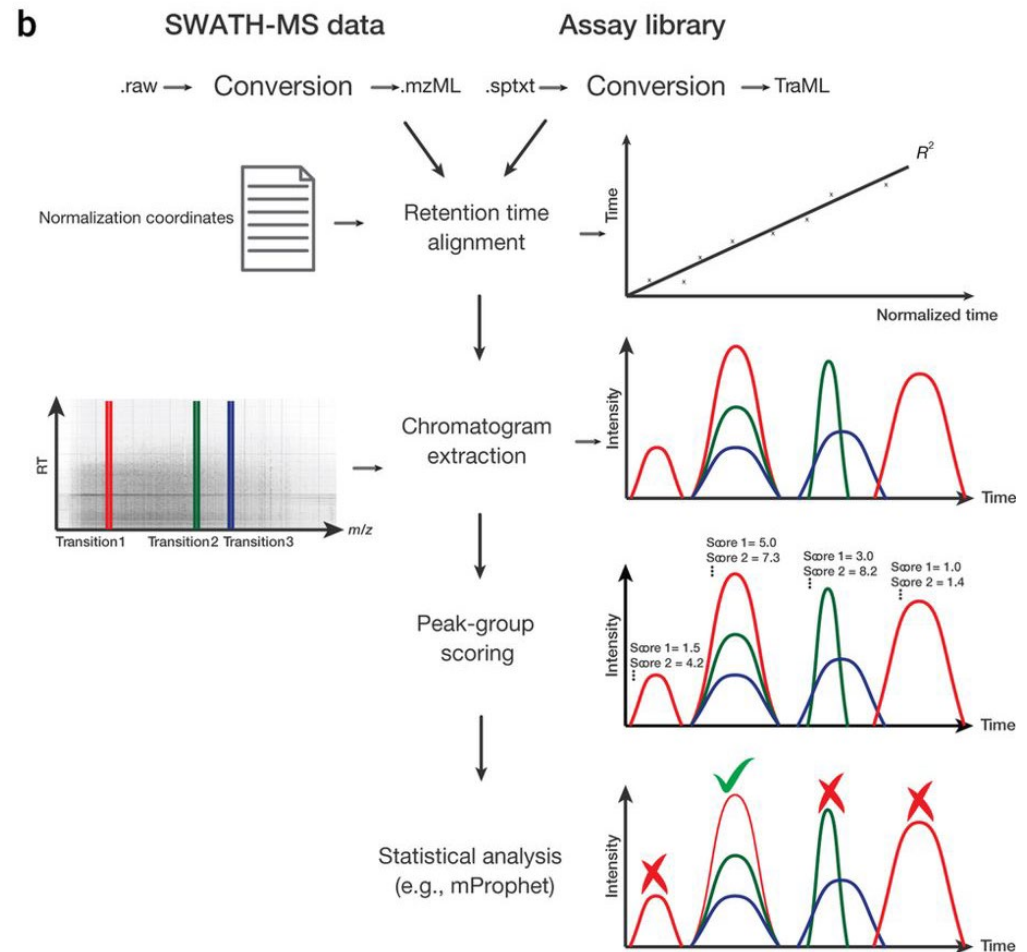 b
SWATH-MS data
Assay library
.raw → Conversion → .mzML
.sptxt → Conversion → TraML
Normalization coordinates
Retention time
alignment
Time
R²
Normalized time
RT
m/z
Transition1 Transition2 Transition3
Chromatogram
extraction
Intensity
Time
Peak-group
scoring
Intensity
Score 1= 1.5
Score 2 = 4.2
Score 1= 5.0
Score 2 = 7.3
Score 1= 3.0
Score 2 = 8.2
Score 1= 1.0
Score 2 = 1.4
Time
Statistical analysis
(e.g., mProphet)
Intensity
Time